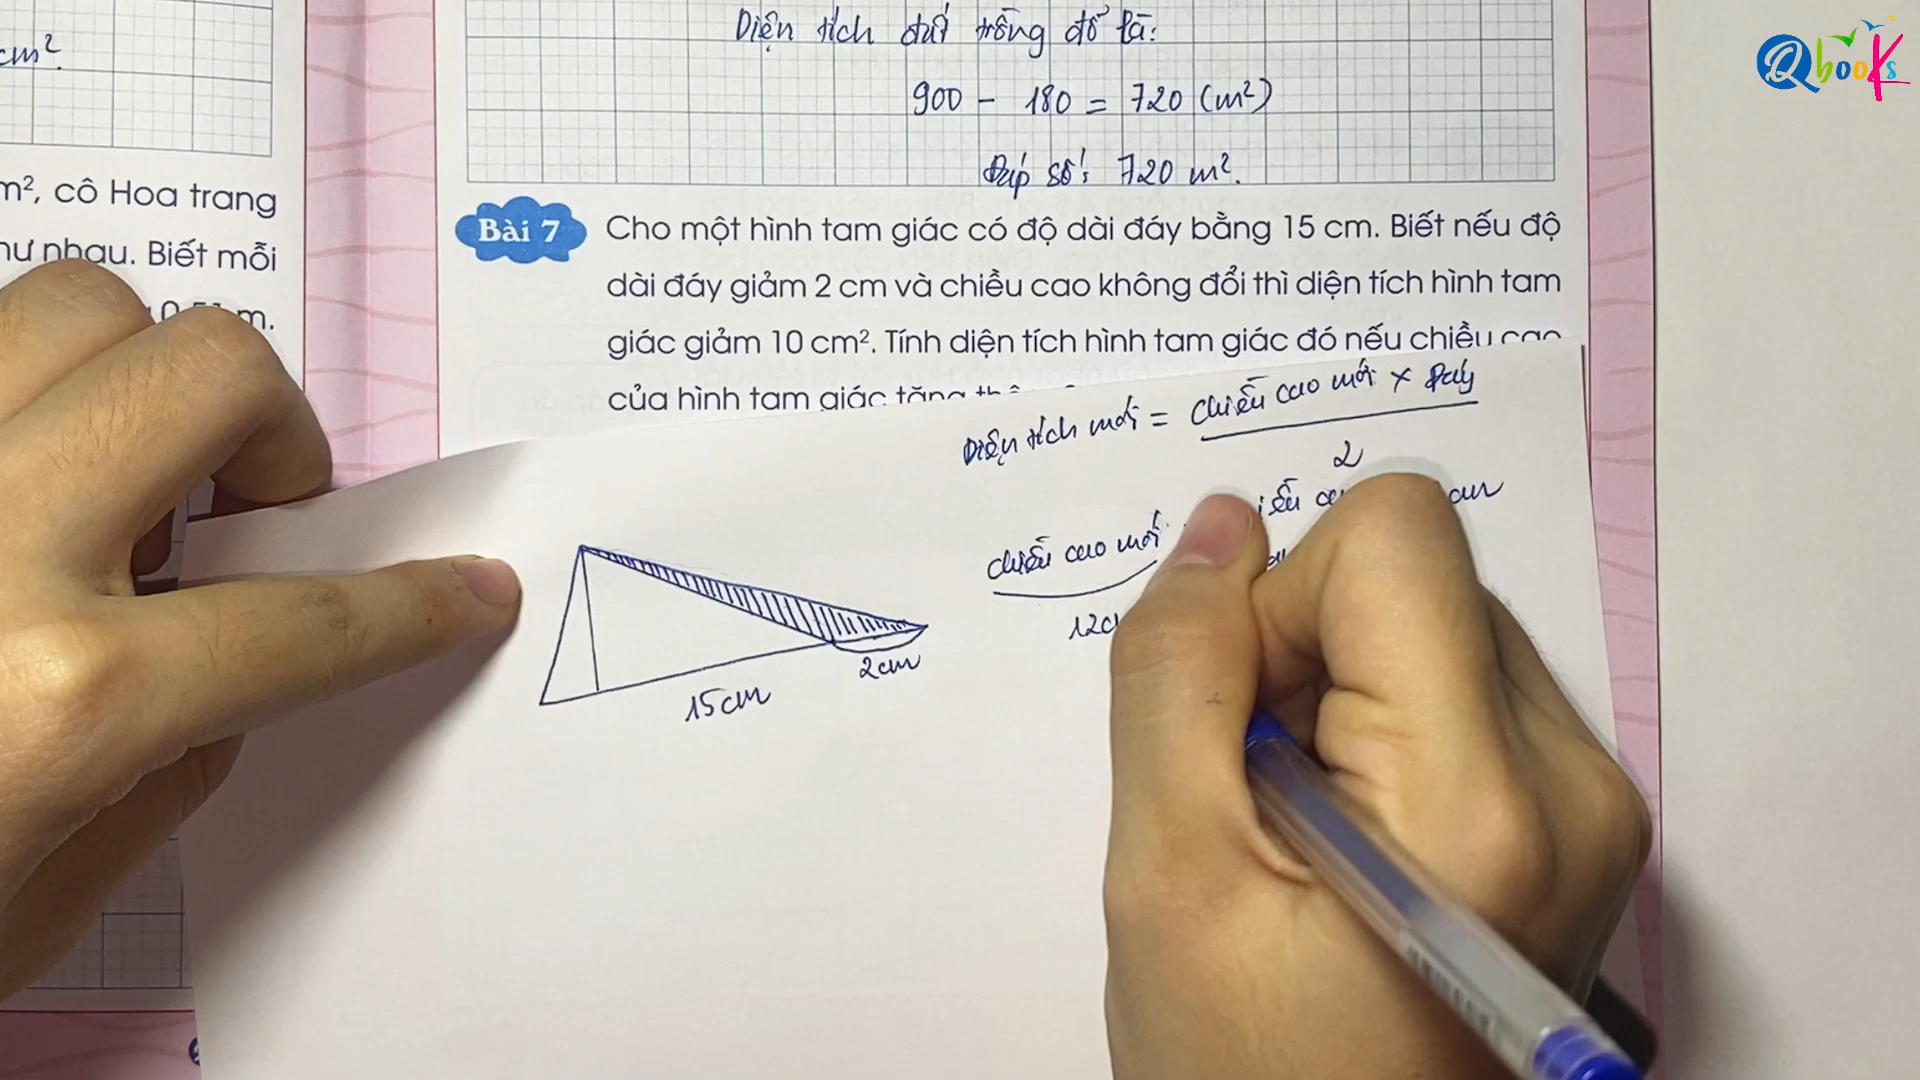 cm².
m², cô Hoa trang
nhau. Biết mỗi
m.
Diện tích đất trồng đỗ là:
900 - 180 = 720 (m²)
Đáp số: 720 m².
Bài 7
Cho một hình tam giác có độ dài đáy bằng 15 cm. Biết nếu độ
dài đáy giảm 2 cm và chiều cao không đổi thì diện tích hình tam
giác giảm 10 cm². Tính diện tích hình tam giác đó nếu chiều cao
của hình tam giác tăng
Diện tích mới = chiều cao mới x Đáy
2
chiều cao mới
15cm
2cm
Qbooks